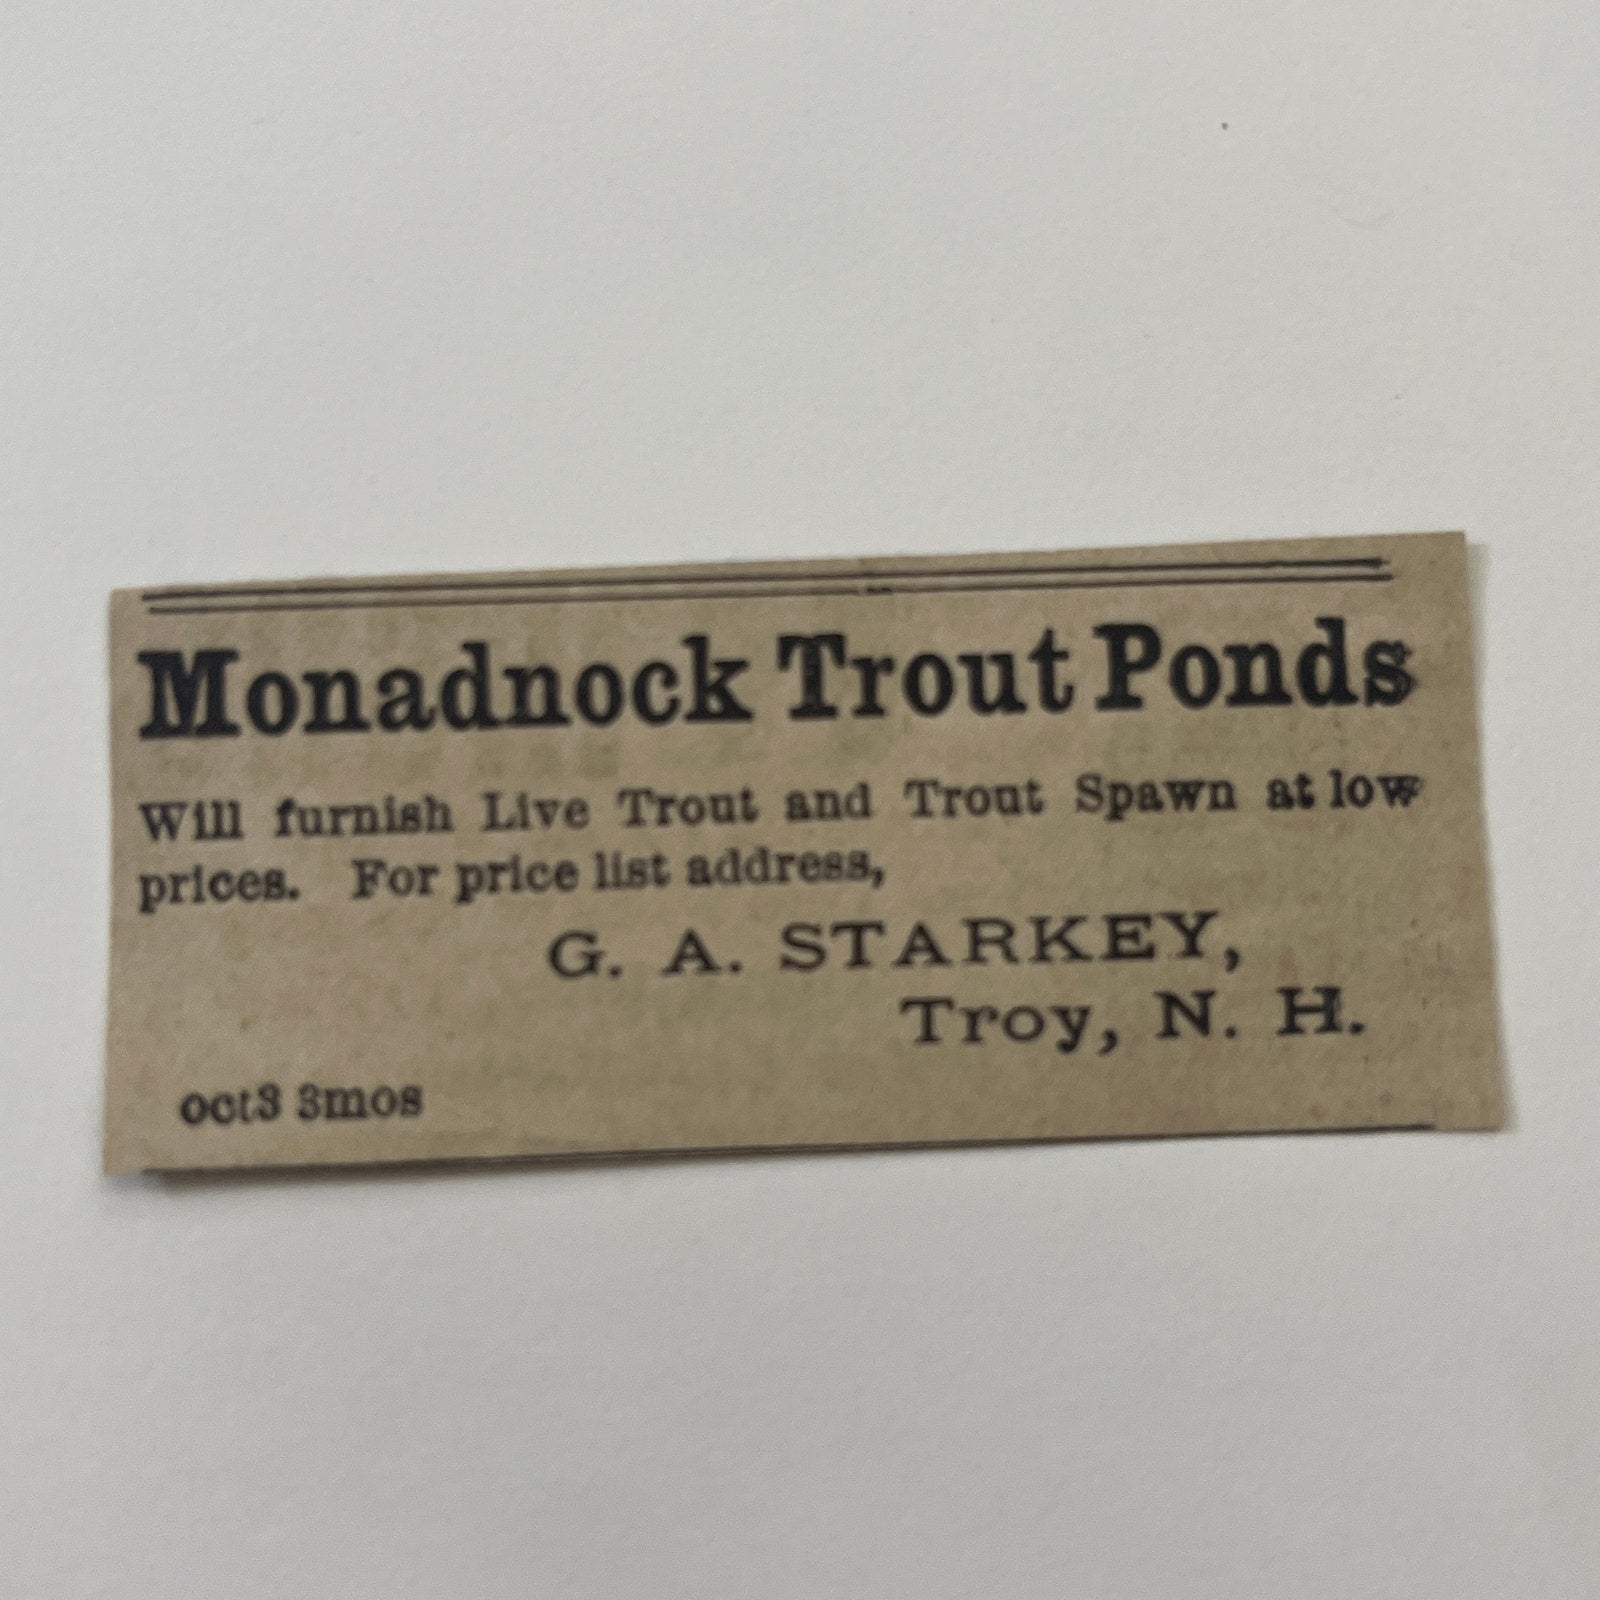 Monadnock Trout Ponds
Will furnish Live Trout and Trout Spawn at low
prices. For price list address,
G. A. STARKEY,
Troy, N. H.
oct3 3mos